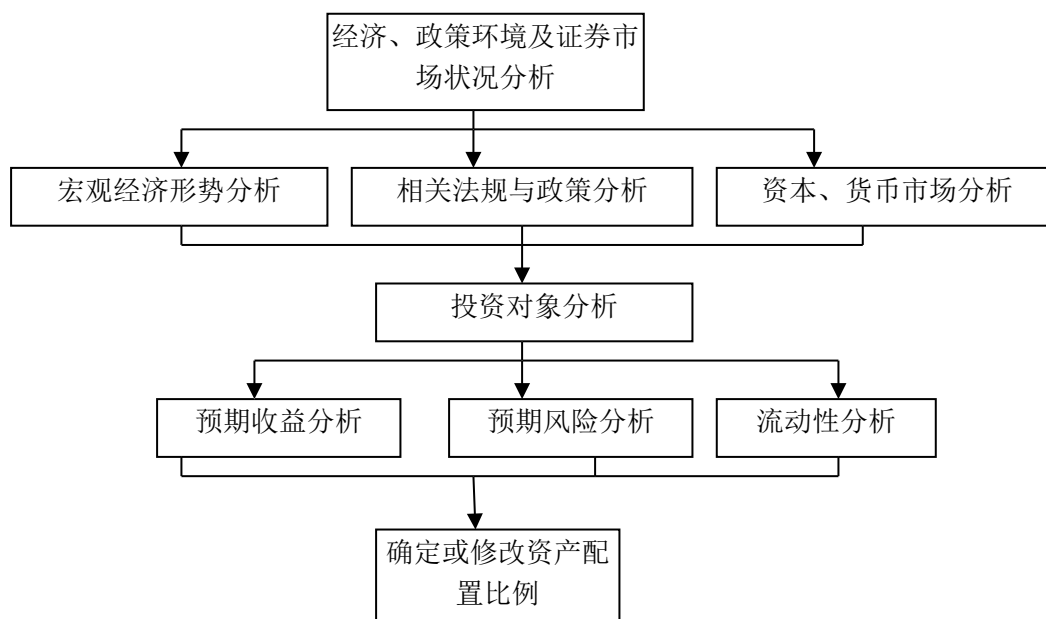 经济、政策环境及证券市
场状况分析
宏观经济形势分析
相关法规与政策分析
资本、货币市场分析
投资对象分析
预期收益分析
预期风险分析
流动性分析
确定或修改资产配
置比例